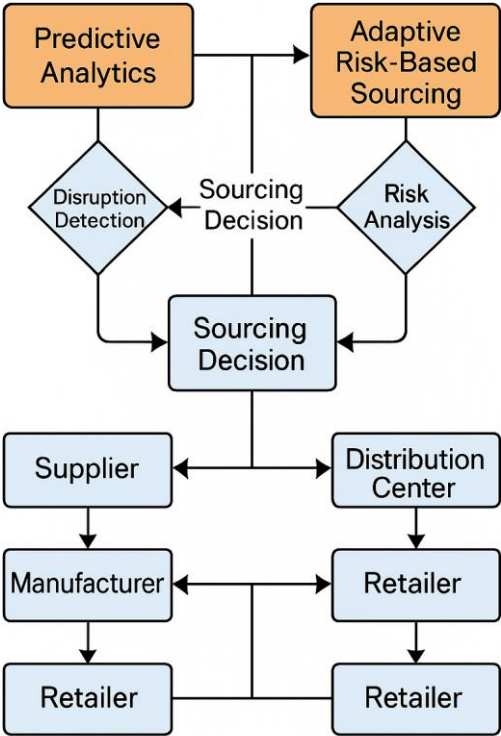 Predictive
Analytics
Adaptive
Risk-Based
Sourcing
Disruption
Detection
Sourcing
Decision
Risk
Analysis
Sourcing
Decision
Supplier
Distribution
Center
Manufacturer
Retailer
Retailer
Retailer